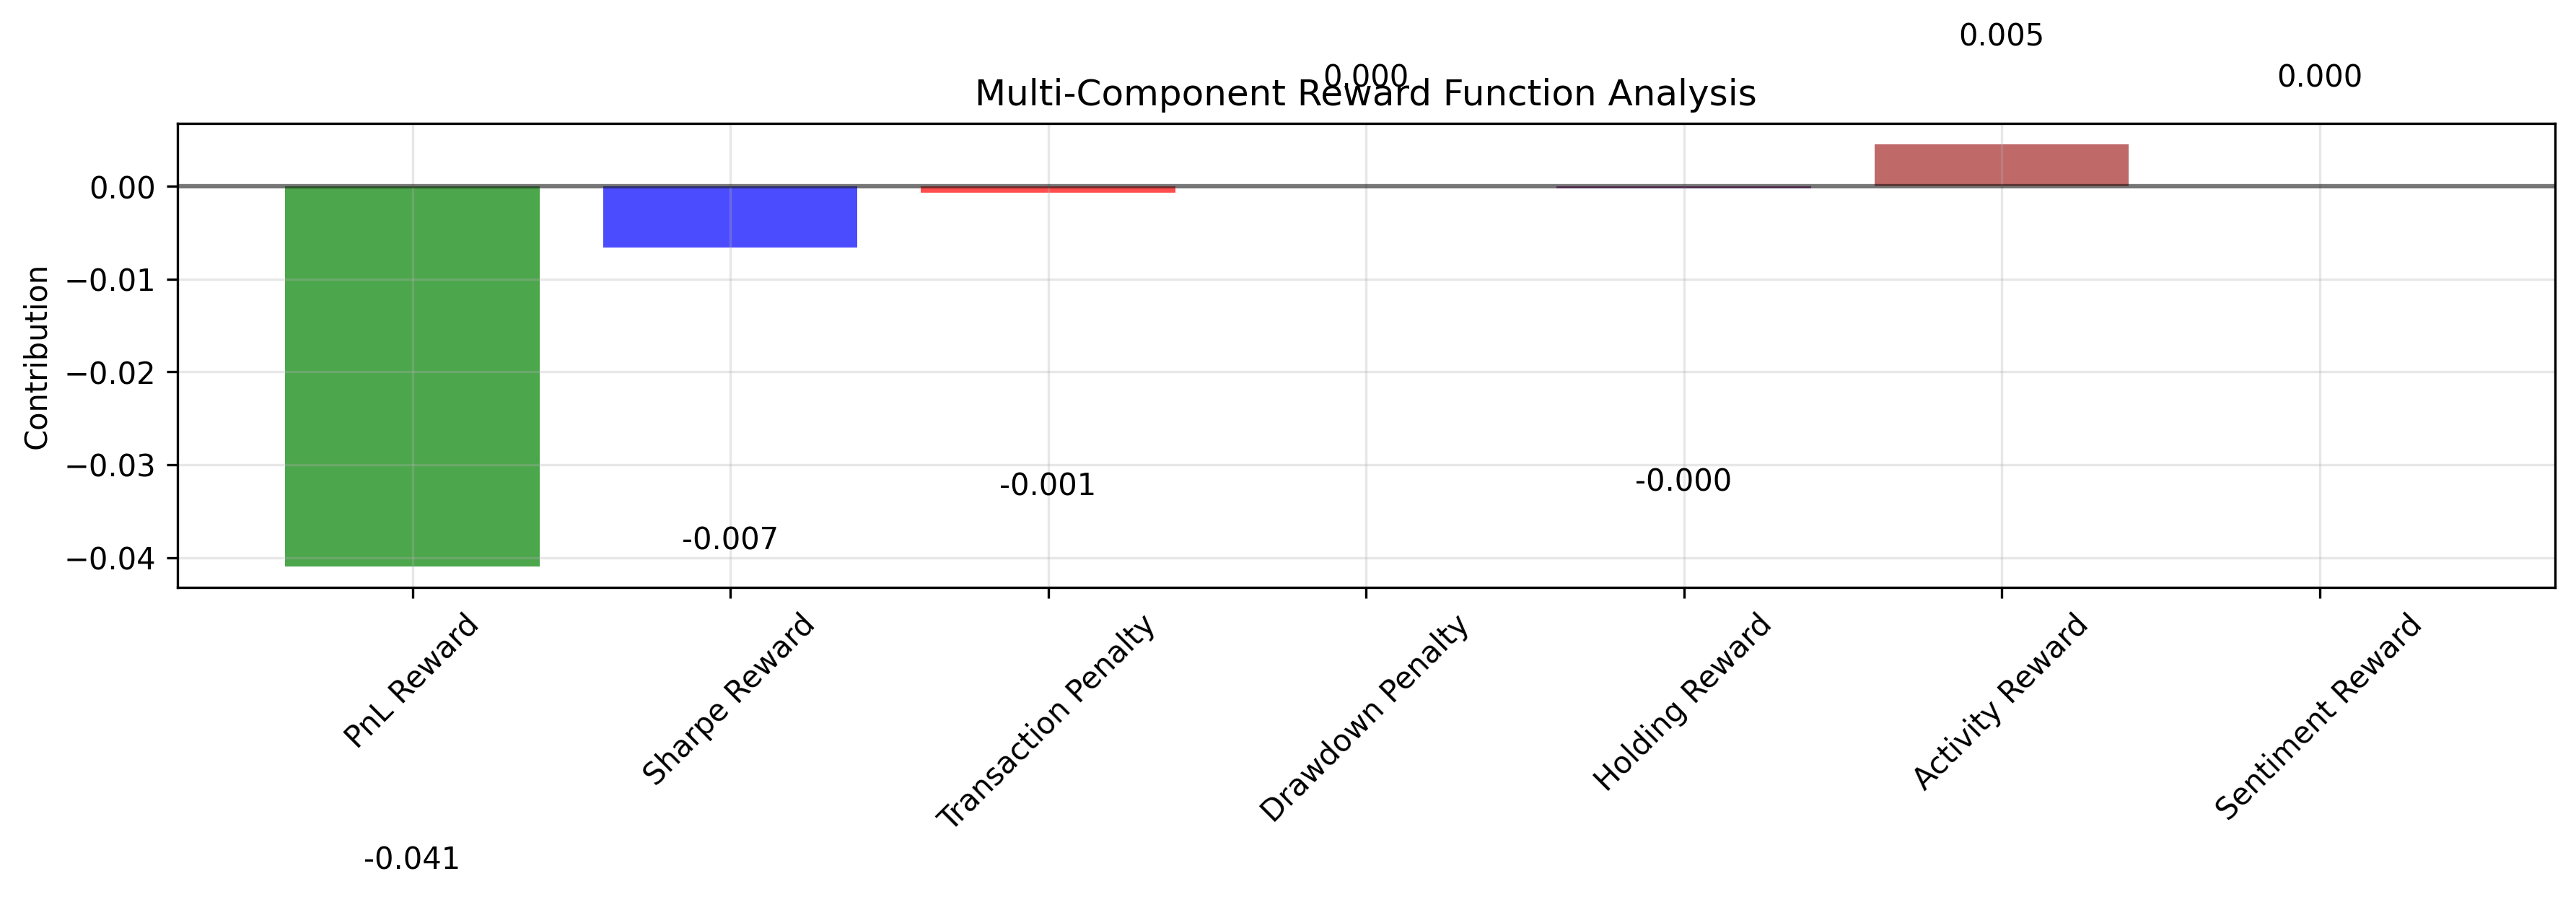 0.005
0.000
0.000
Multi-Component Reward Function Analysis
Contribution
0.00
−0.01
−0.02
−0.03
−0.04
-0.041
-0.007
-0.001
-0.000
PnL Reward
Sharpe Reward
Transaction Penalty
Drawdown Penalty
Holding Reward
Activity Reward
Sentiment Reward